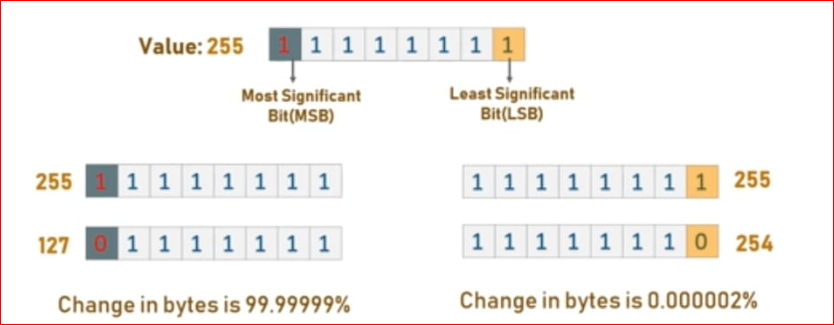 Value: 255 1 1 1 1 1 1 1 1
Most Significant Bit(MSB)
Least Significant Bit(LSB)
255 1 1 1 1 1 1 1 1
127 0 1 1 1 1 1 1 1
Change in bytes is 99.99999%
1 1 1 1 1 1 1 1 255
1 1 1 1 1 1 1 0 254
Change in bytes is 0.000002%